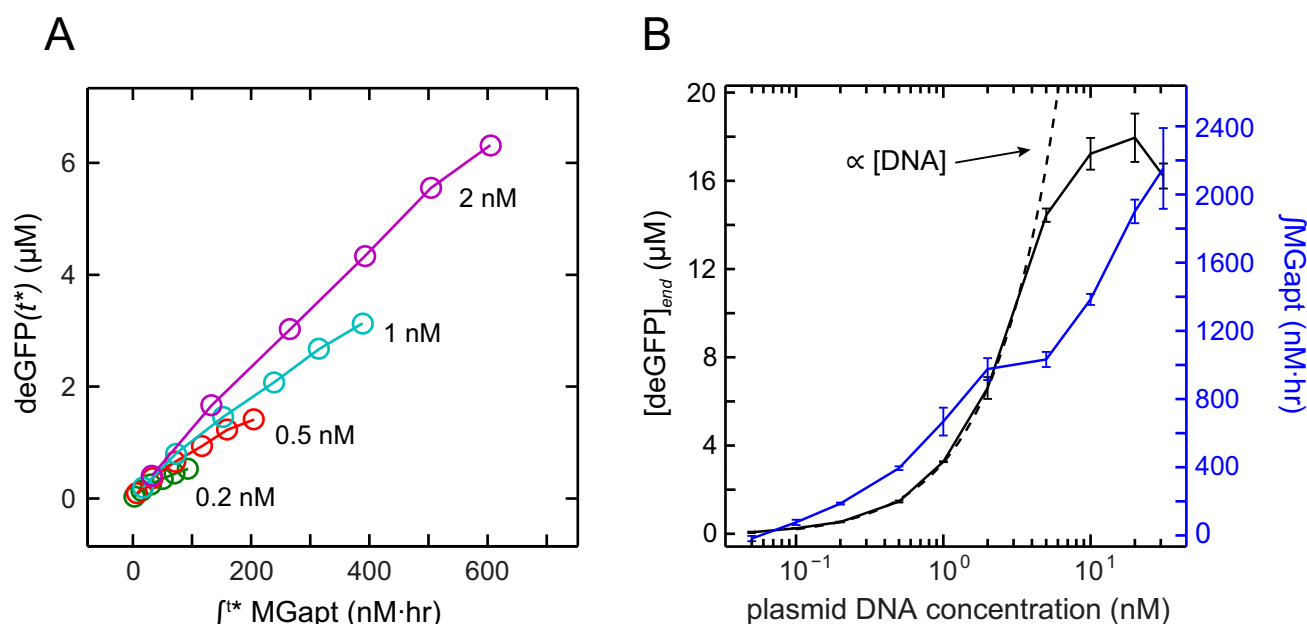 A
deGFP(t*) (μM)
6
4
2
0
2 nM
1 nM
0.5 nM
0.2 nM
0 200 400 600
∫ᵗ* MGapt (nM·hr)
B
[deGFP]end (μM)
20
16
12
8
4
0
∝ [DNA]
2400
2000
1600
1200
800
400
0
∫MGapt (nM·hr)
10⁻¹ 10⁰ 10¹
plasmid DNA concentration (nM)